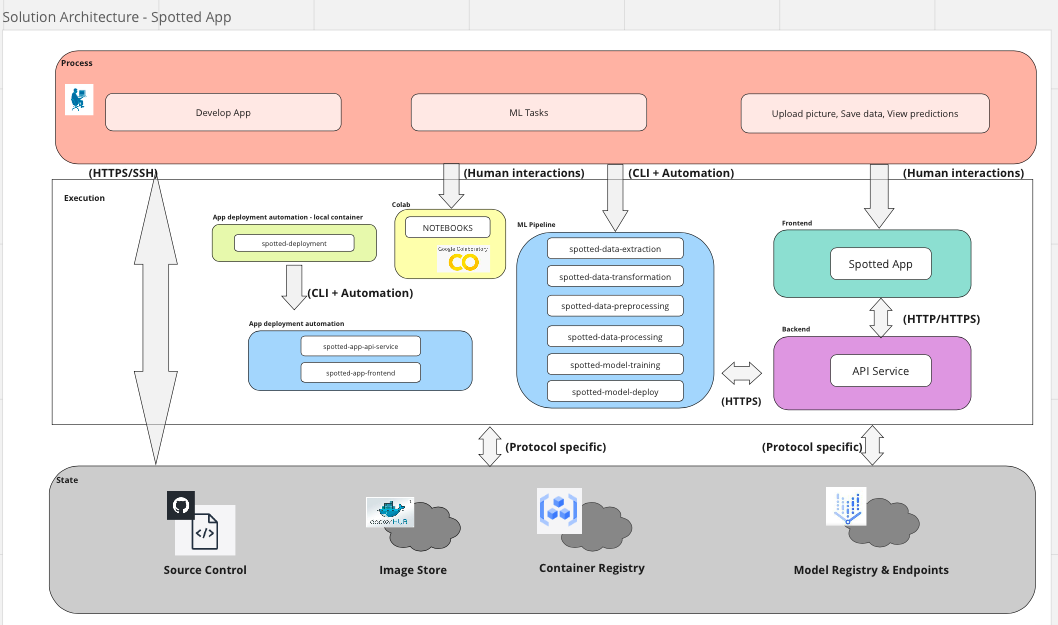 Solution Architecture - Spotted App
Process
Develop App
ML Tasks
Upload picture, Save data, View predictions
(HTTPS/SSH)
(Human interactions)
(CLI + Automation)
(Human interactions)
Execution
App deployment automation - local container
spotted-deployment
(CLI + Automation)
App deployment automation
spotted-app-api-service
spotted-app-frontend
Colab
NOTEBOOKS
Google Colaboratory
CO
ML Pipeline
spotted-data-extraction
spotted-data-transformation
spotted-data-preprocessing
spotted-data-processing
spotted-model-training
spotted-model-deploy
(HTTPS)
Frontend
Spotted App
(HTTP/HTTPS)
Backend
API Service
(Protocol specific)
(Protocol specific)
State
</>
Source Control
dockerHUB
Image Store
Container Registry
Model Registry & Endpoints